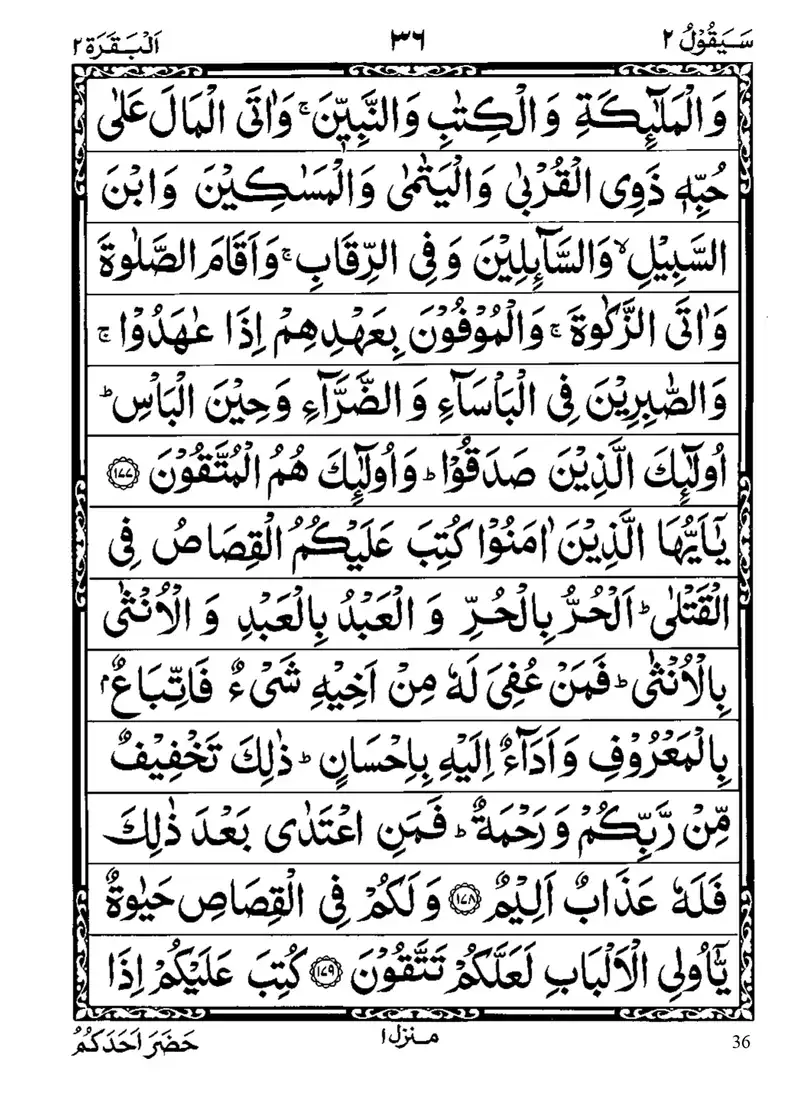 سَيَقُوْلُ ٢ ٣٦ اَلْبَقَرَة ٢
وَالْمَلٰٓئِكَةِ وَالْكِتٰبِ وَالنَّبِيّٖنَ ۚ وَاٰتَى الْمَالَ عَلٰى
حُبِّهٖ ذَوِى الْقُرْبٰى وَالْيَتٰمٰى وَالْمَسٰكِيْنَ وَابْنَ
السَّبِيْلِ ۙ وَالسَّآئِلِيْنَ وَفِى الرِّقَابِ ۚ وَاَقَامَ الصَّلٰوةَ
وَاٰتَى الزَّكٰوةَ ۚ وَالْمُوْفُوْنَ بِعَهْدِهِمْ اِذَا عٰهَدُوْا ۚ
وَالصّٰبِرِيْنَ فِى الْبَاْسَآءِ وَالضَّرَّآءِ وَحِيْنَ الْبَاْسِ ؕ
اُولٰٓئِكَ الَّذِيْنَ صَدَقُوْا ؕ وَاُولٰٓئِكَ هُمُ الْمُتَّقُوْنَ ۝١٧٧
يٰٓاَيُّهَا الَّذِيْنَ اٰمَنُوْا كُتِبَ عَلَيْكُمُ الْقِصَاصُ فِى
الْقَتْلٰى ؕ اَلْحُرُّ بِالْحُرِّ وَالْعَبْدُ بِالْعَبْدِ وَالْاُنْثٰى
بِالْاُنْثٰى ؕ فَمَنْ عُفِىَ لَهٗ مِنْ اَخِيْهِ شَىْءٌ فَاتِّبَاعٌۢ
بِالْمَعْرُوْفِ وَاَدَآءٌ اِلَيْهِ بِاِحْسَانٍ ؕ ذٰلِكَ تَخْفِيْفٌ
مِّنْ رَّبِّكُمْ وَرَحْمَةٌ ؕ فَمَنِ اعْتَدٰى بَعْدَ ذٰلِكَ
فَلَهٗ عَذَابٌ اَلِيْمٌ ۝١٧٨ وَلَكُمْ فِى الْقِصَاصِ حَيٰوةٌ
يّٰٓاُولِى الْاَلْبَابِ لَعَلَّكُمْ تَتَّقُوْنَ ۝١٧٩ كُتِبَ عَلَيْكُمْ اِذَا
36 منزل ١ حَضَرَ اَحَدَكُمُ